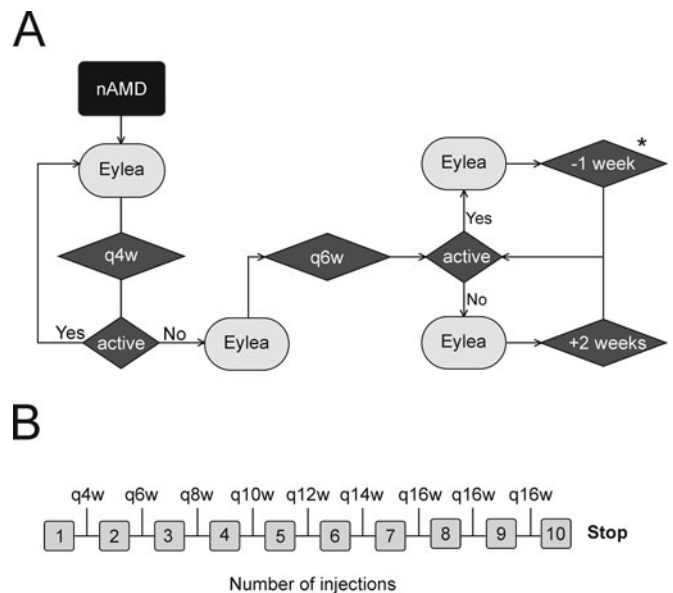 A
nAMD
Eylea
q4w
active
Yes
No
Eylea
q6w
active
Yes
Eylea
-1 week
*
No
Eylea
+2 weeks
B
q4w q6w q8w q10w q12w q14w q16w q16w q16w
1 2 3 4 5 6 7 8 9 10 Stop
Number of injections